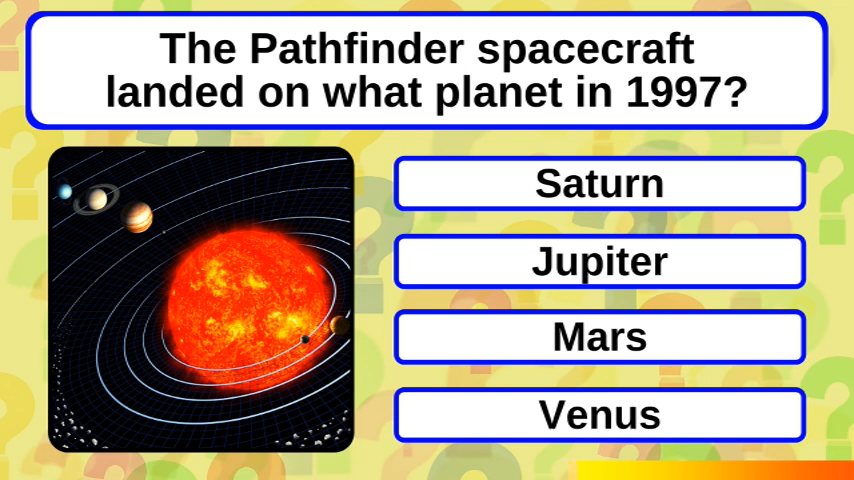 The Pathfinder spacecraft
landed on what planet in 1997?
Saturn
Jupiter
Mars
Venus